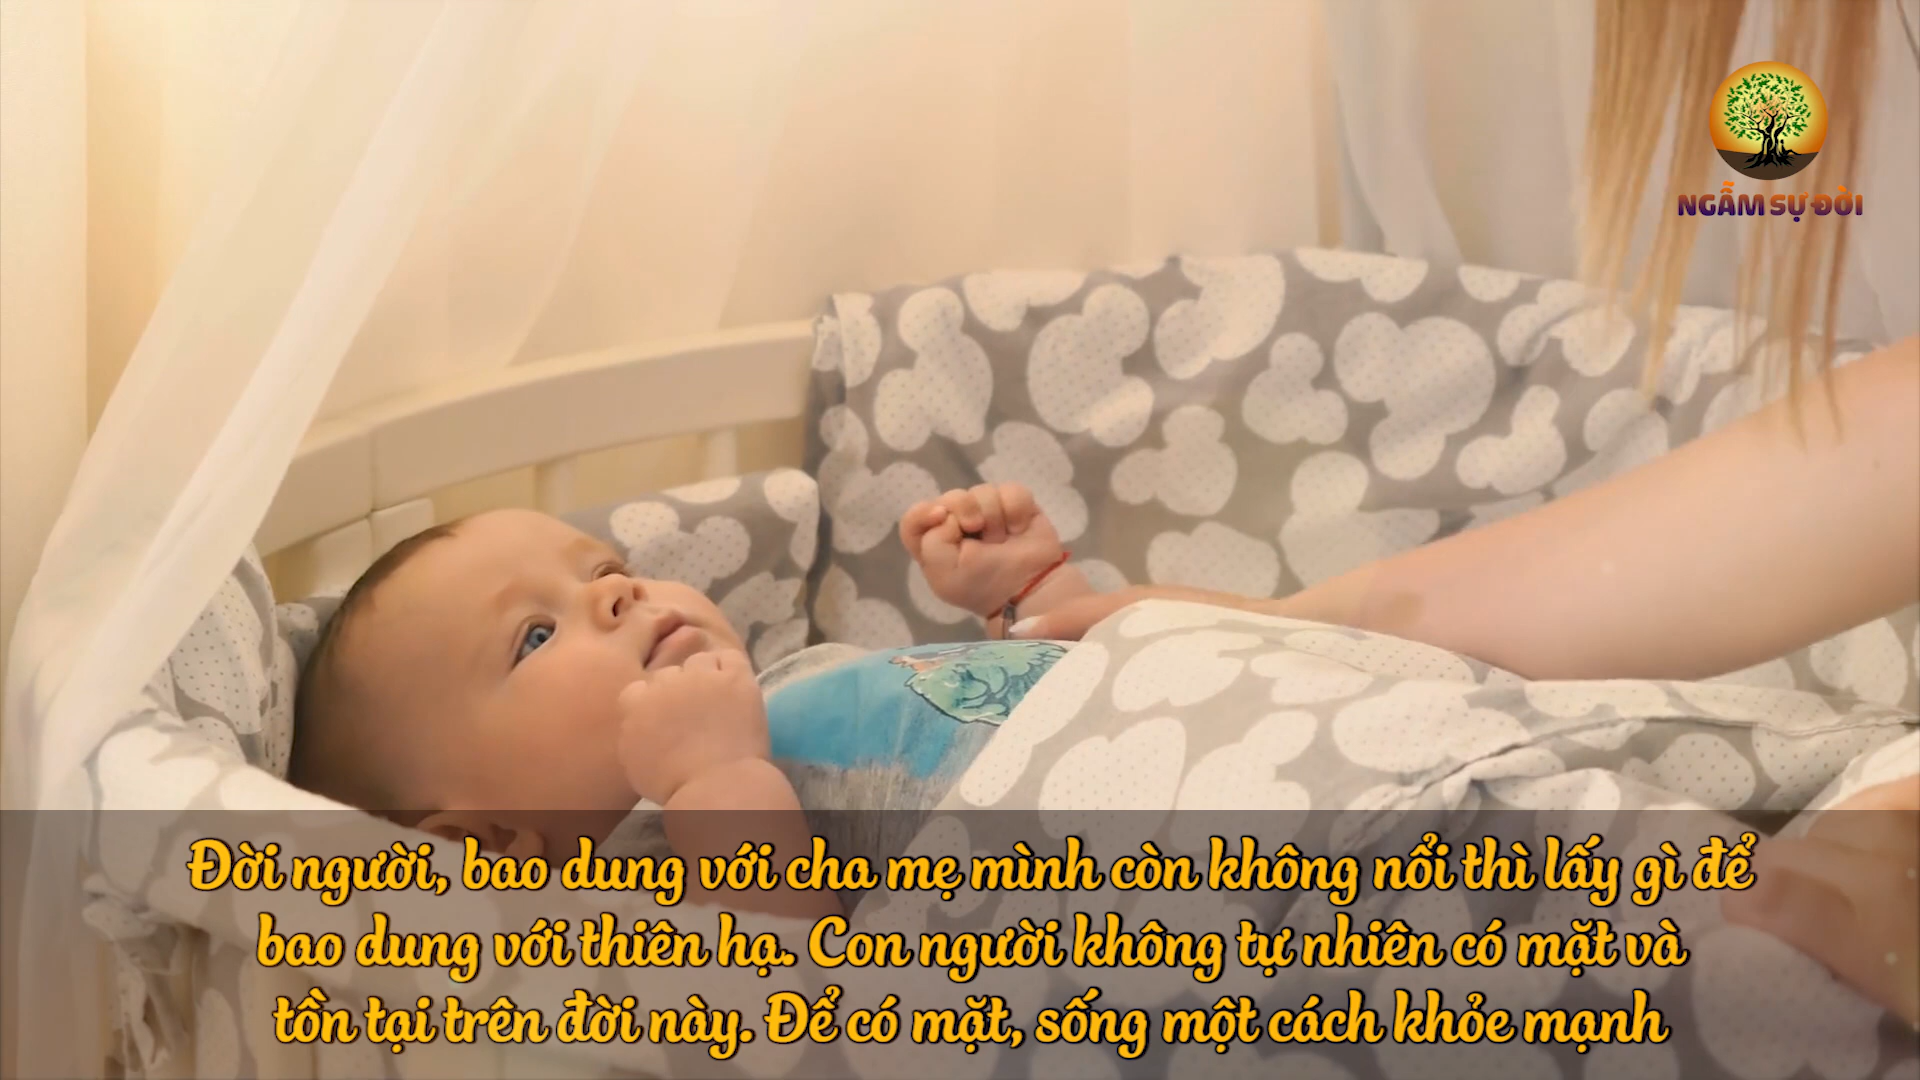 NGẪM SỰ ĐỜI
Đời người, bao dung với cha mẹ mình còn không nổi thì lấy gì để
bao dung với thiên hạ. Con người không tự nhiên có mặt và
tồn tại trên đời này. Để có mặt, sống một cách khỏe mạnh